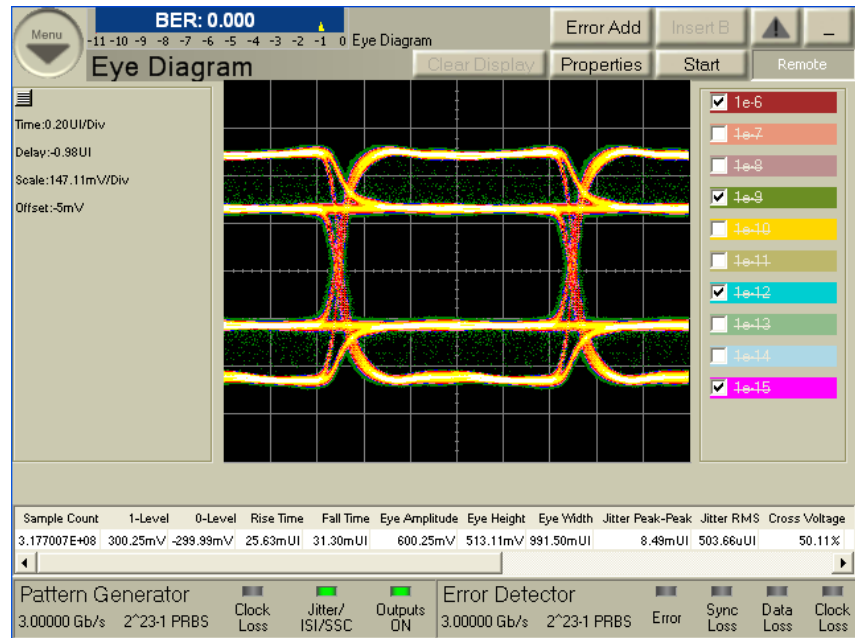 Menu
BER: 0.000
-11 -10 -9 -8 -7 -6 -5 -4 -3 -2 -1 0 Eye Diagram
Error Add
Insert B
_
Eye Diagram
Clear Display
Properties
Start
Remote
Time:0.20UI/Div
Delay:-0.98UI
Scale:147.11mV/Div
Offset:-5mV
1e-6
1e-7
1e-8
1e-9
1e-10
1e-11
1e-12
1e-13
1e-14
1e-15
Sample Count 1-Level 0-Level Rise Time Fall Time Eye Amplitude Eye Height Eye Width Jitter Peak-Peak Jitter RMS Cross Voltage
3.177007E+08 300.25mV -299.99mV 25.63mUI 31.30mUI 600.25mV 513.11mV 991.50mUI 8.49mUI 503.66uUI 50.11%
Pattern Generator
3.00000 Gb/s 2^23-1 PRBS
Clock Loss
Jitter/ ISI/SSC
Outputs ON
Error Detector
3.00000 Gb/s 2^23-1 PRBS
Error
Sync Loss
Data Loss
Clock Loss